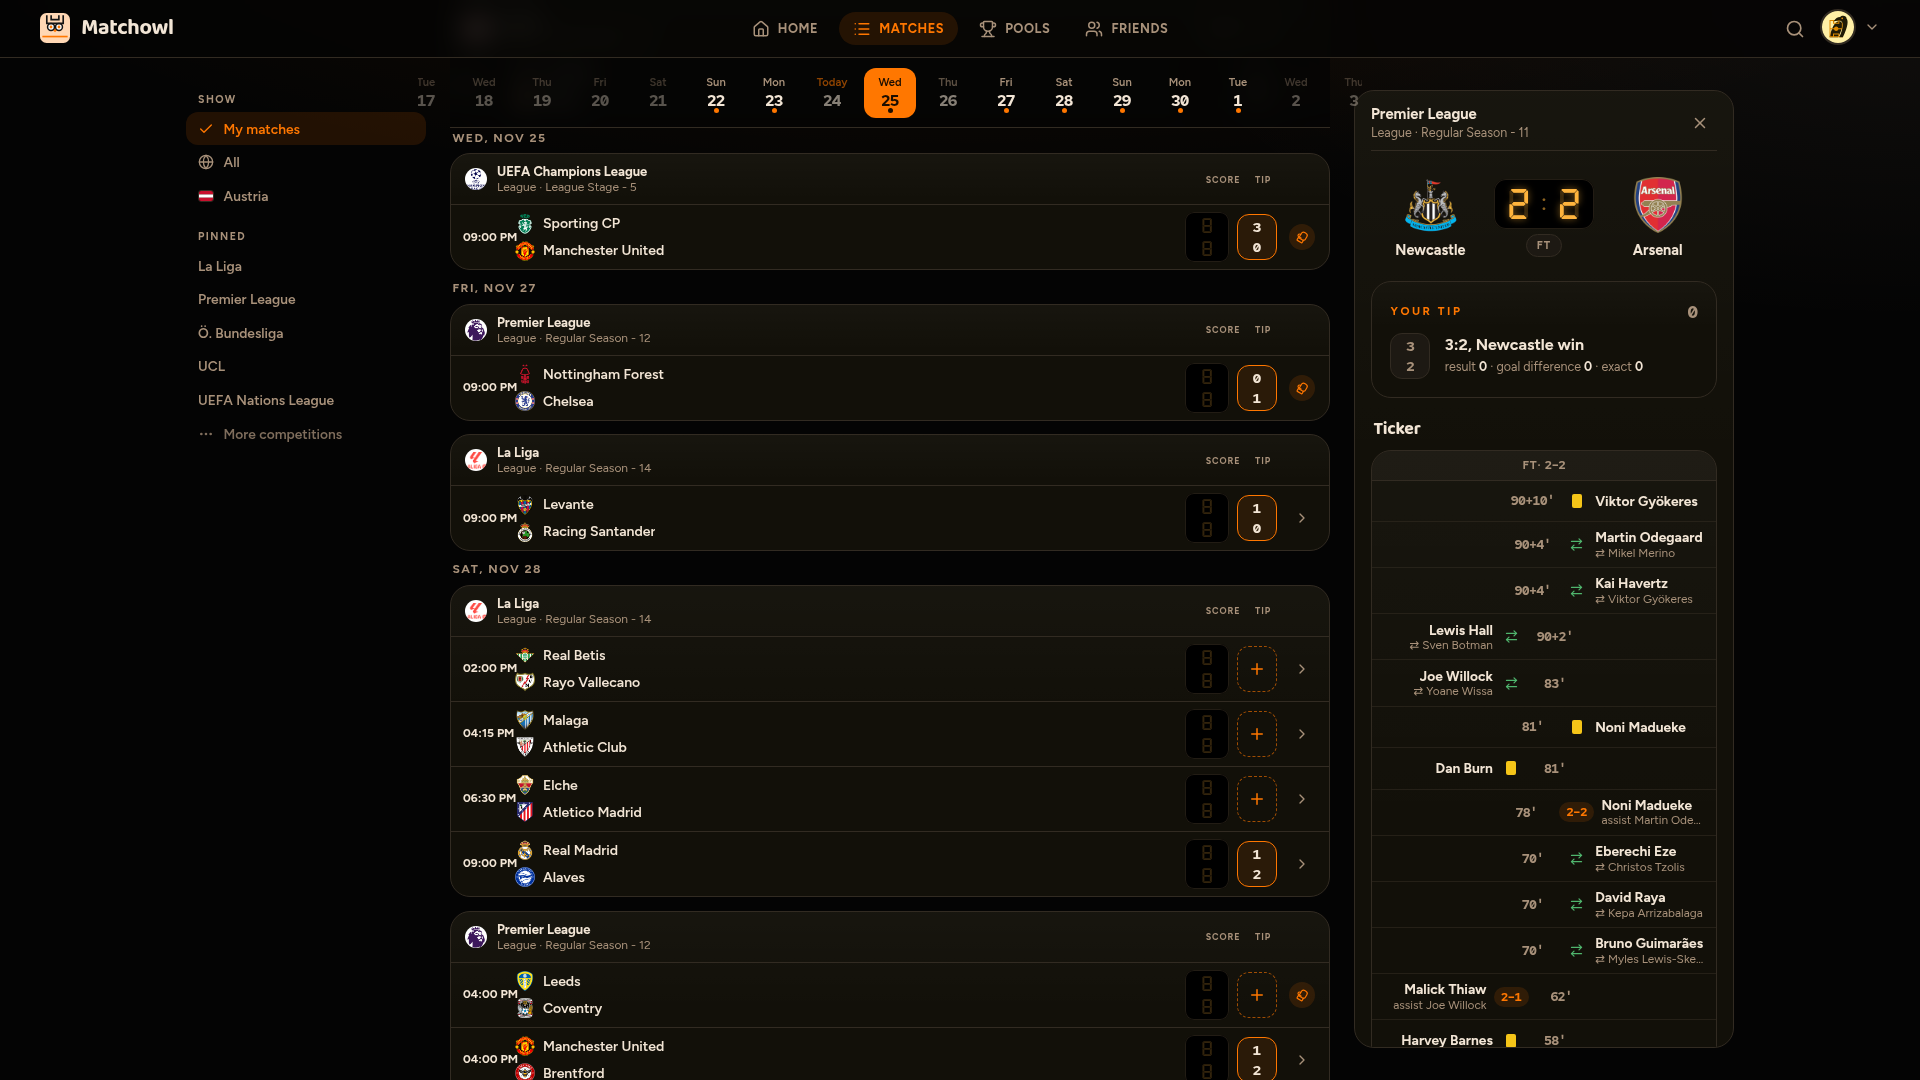 Matchowl
HOME
MATCHES
POOLS
FRIENDS
Tue 17
Wed 18
Thu 19
Fri 20
Sat 21
Sun 22
Mon 23
Today 24
Wed 25
Thu 26
Fri 27
Sat 28
Sun 29
Mon 30
Tue 1
Wed 2
Thu 3
SHOW
My matches
All
Austria
PINNED
La Liga
Premier League
Ö. Bundesliga
UCL
UEFA Nations League
More competitions
WED, NOV 25
UEFA Champions League
League · League Stage - 5
SCORE TIP
09:00 PM
Sporting CP
Manchester United
3
0
FRI, NOV 27
Premier League
League · Regular Season - 12
SCORE TIP
09:00 PM
Nottingham Forest
Chelsea
0
1
La Liga
League · Regular Season - 14
SCORE TIP
09:00 PM
Levante
Racing Santander
1
0
SAT, NOV 28
La Liga
League · Regular Season - 14
SCORE TIP
02:00 PM
Real Betis
Rayo Vallecano
04:15 PM
Malaga
Athletic Club
06:30 PM
Elche
Atletico Madrid
09:00 PM
Real Madrid
Alaves
1
2
Premier League
League · Regular Season - 12
SCORE TIP
04:00 PM
Leeds
Coventry
04:00 PM
Manchester United
Brentford
1
2
Premier League
League · Regular Season - 11
Newcastle
2 : 2
FT
Arsenal
Arsenal
YOUR TIP
0
3
2
3:2, Newcastle win
result 0 · goal difference 0 · exact 0
Ticker
FT· 2–2
90+10' Viktor Gyökeres
90+4' Martin Odegaard
⇄ Mikel Merino
90+4' Kai Havertz
⇄ Viktor Gyökeres
Lewis Hall 90+2'
⇄ Sven Botman
Joe Willock 83'
⇄ Yoane Wissa
81' Noni Madueke
Dan Burn 81'
78' 2–2 Noni Madueke
assist Martin Ode...
70' Eberechi Eze
⇄ Christos Tzolis
70' David Raya
⇄ Kepa Arrizabalaga
70' Bruno Guimarães
⇄ Myles Lewis-Ske...
Malick Thiaw 2–1 62'
assist Joe Willock
Harvey Barnes 58'